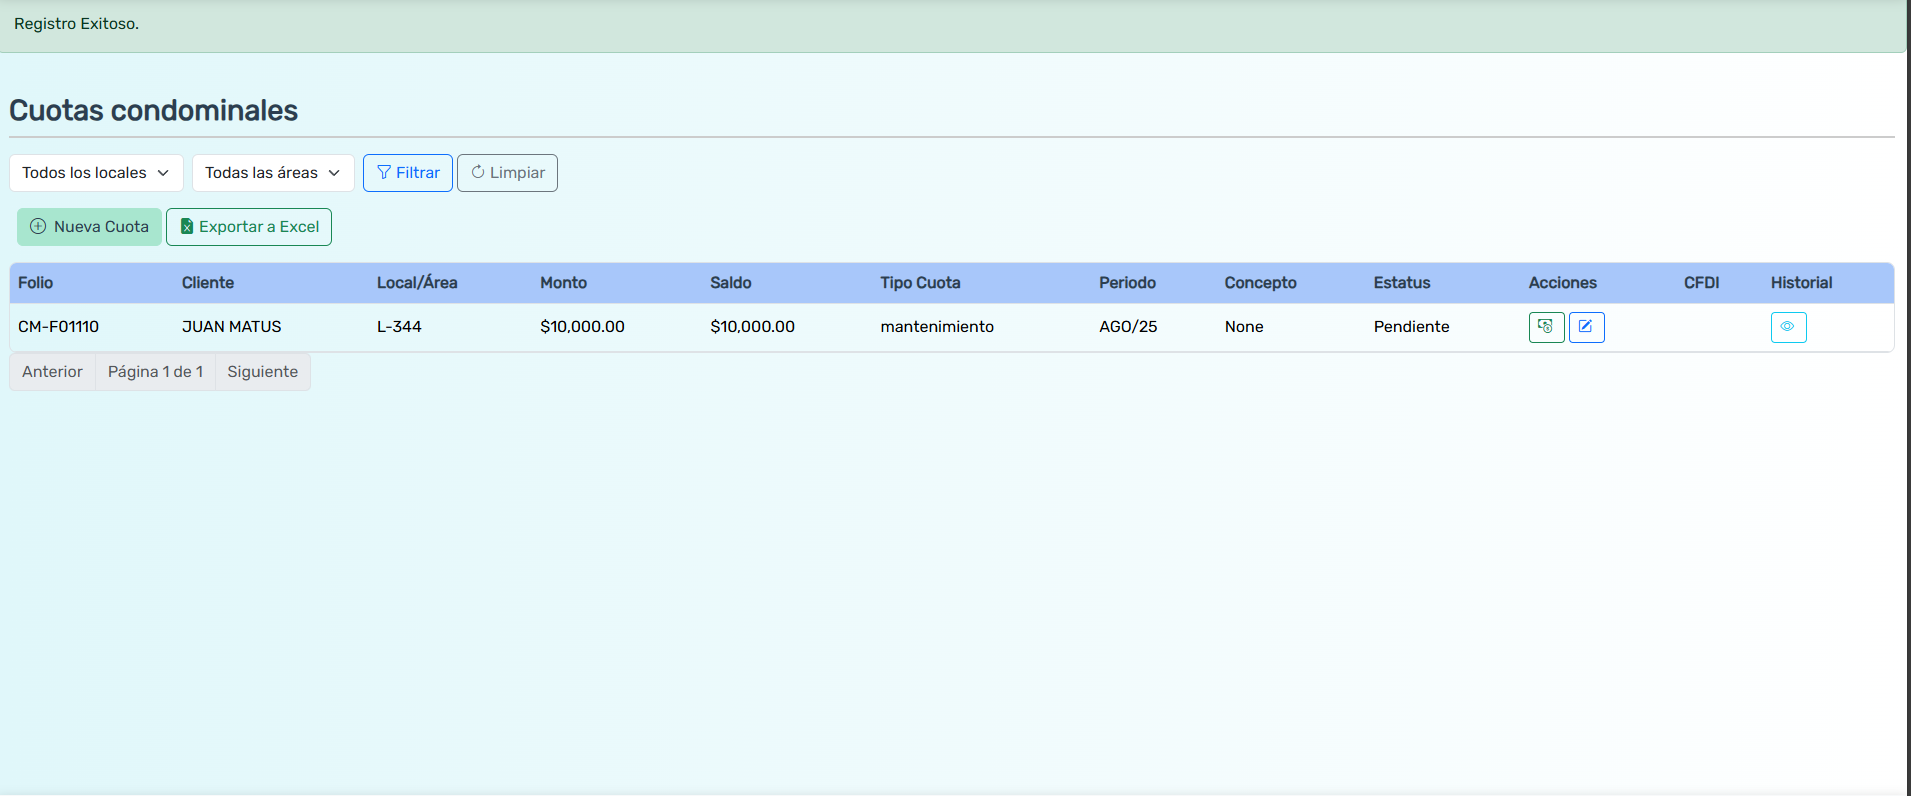 Registro Exitoso.
Cuotas condominales
Todos los locales Todas las áreas Filtrar Limpiar
Nueva Cuota Exportar a Excel
Folio Cliente Local/Área Monto Saldo Tipo Cuota Periodo Concepto Estatus Acciones CFDI Historial
CM-F01110 JUAN MATUS L-344 $10,000.00 $10,000.00 mantenimiento AGO/25 None Pendiente
Anterior Página 1 de 1 Siguiente